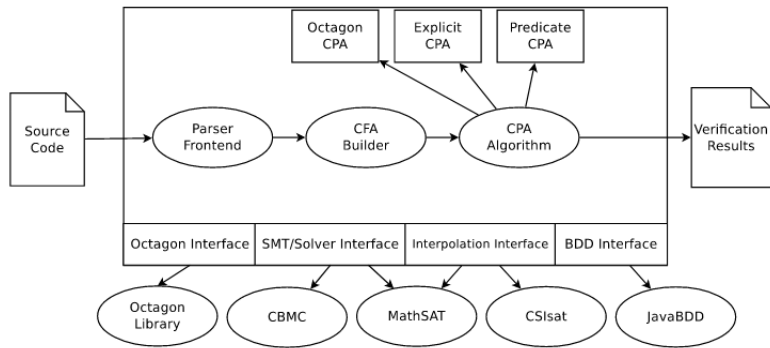 Octagon
CPA
Explicit
CPA
Predicate
CPA
Source
Code
Parser
Frontend
CFA
Builder
CPA
Algorithm
Verification
Results
Octagon Interface
SMT/Solver Interface
Interpolation Interface
BDD Interface
Octagon
Library
CBMC
MathSAT
CSIsat
JavaBDD